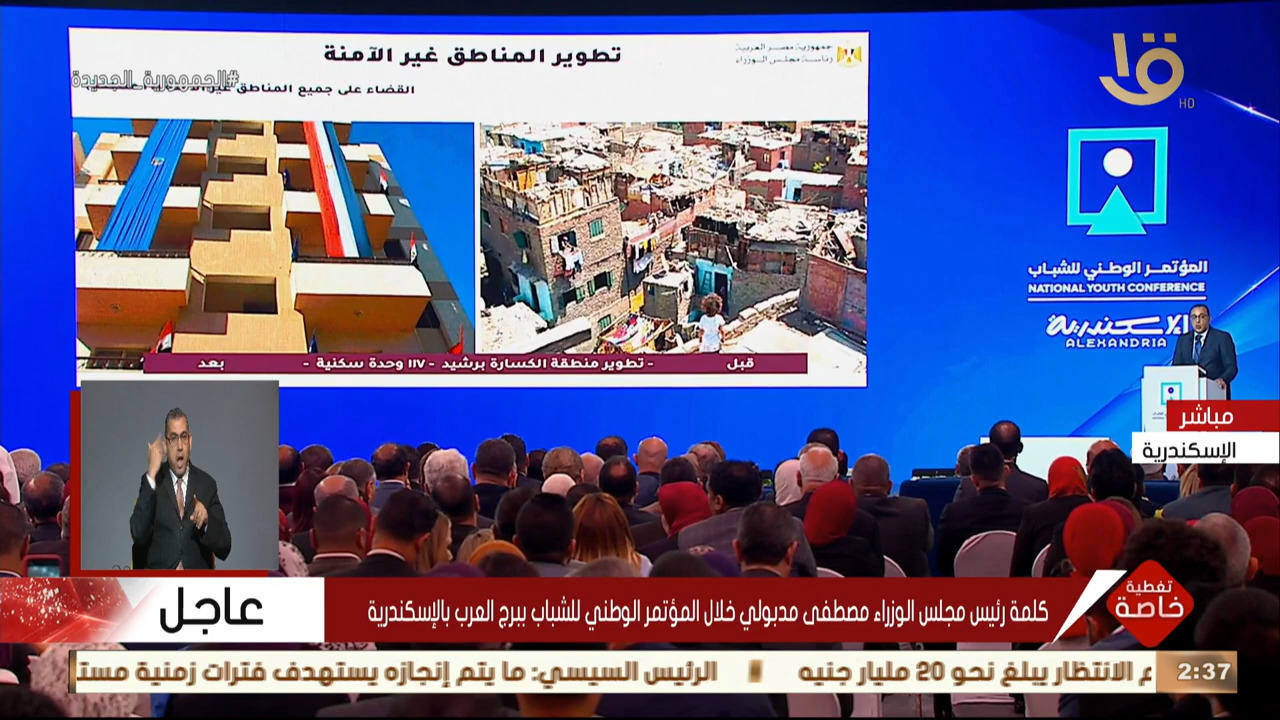 تطوير المناطق غير الآمنة
جمهورية مصر العربية
رئاسة مجلس الوزراء
#الجمهورية_الجديدة
القضاء على جميع المناطق غير
HD
المؤتمر الوطني للشباب
NATIONAL YOUTH CONFERENCE
الإسكندرية
ALEXANDRIA
قبل - تطوير منطقة الكسارة برشيد - ١١٧ وحدة سكنية - بعد
مباشر
الإسكندرية
تغطية
خاصة
كلمة رئيس مجلس الوزراء مصطفى مدبولي خلال المؤتمر الوطني للشباب ببرج العرب بالإسكندرية
عاجل
2:37
م الانتظار يبلغ نحو 20 مليار جنيه
الرئيس السيسي: ما يتم إنجازه يستهدف فترات زمنية مست